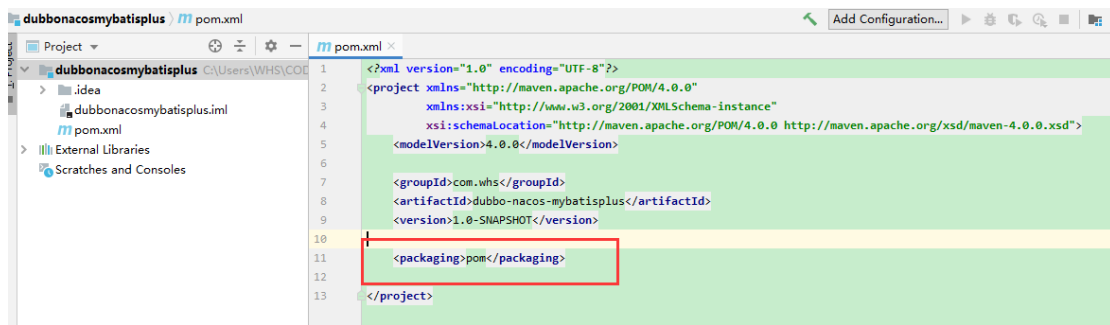 dubbonacosmybatisplus pom.xml
Add Configuration...
Project
pom.xml
dubbonacosmybatisplus C:\Users\WHS\COD
.idea
dubbonacosmybatisplus.iml
pom.xml
External Libraries
Scratches and Consoles
1 <?xml version="1.0" encoding="UTF-8"?>
2 <project xmlns="http://maven.apache.org/POM/4.0.0"
3 xmlns:xsi="http://www.w3.org/2001/XMLSchema-instance"
4 xsi:schemaLocation="http://maven.apache.org/POM/4.0.0 http://maven.apache.org/xsd/maven-4.0.0.xsd">
5 <modelVersion>4.0.0</modelVersion>
6
7 <groupId>com.whs</groupId>
8 <artifactId>dubbo-nacos-mybatisplus</artifactId>
9 <version>1.0-SNAPSHOT</version>
10
11 <packaging>pom</packaging>
12
13 </project>